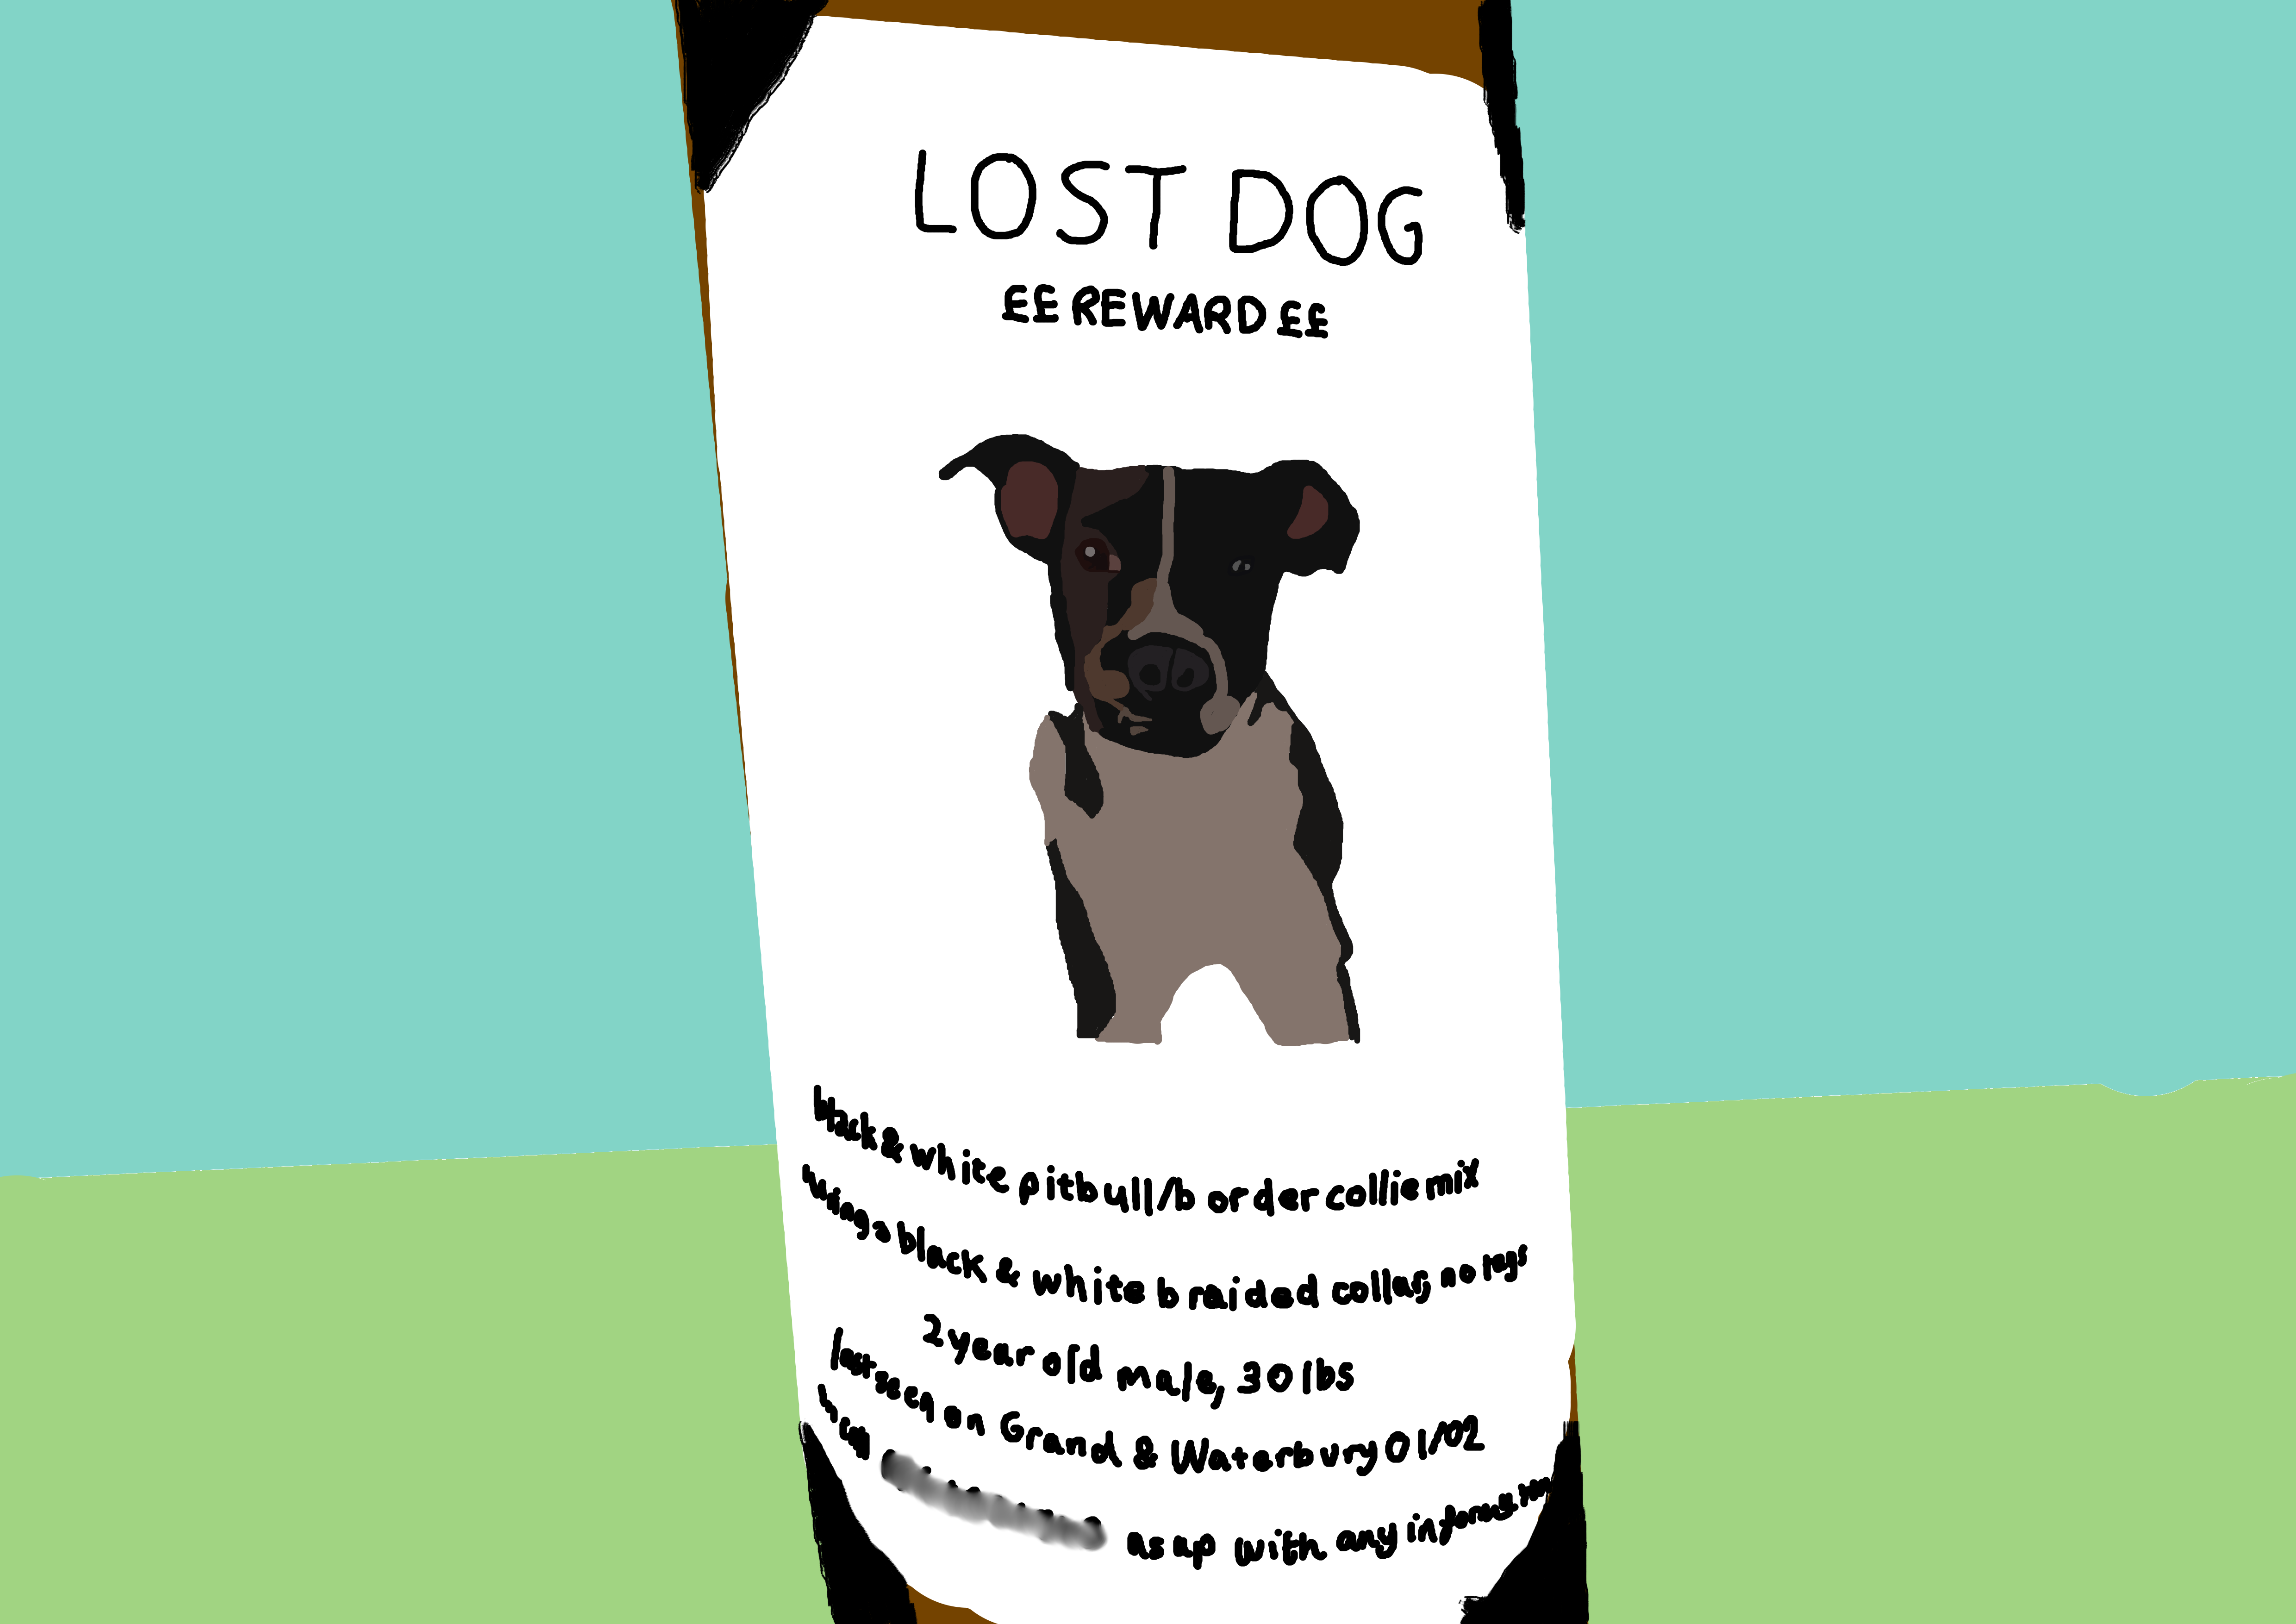 LOST DOG
££ REWARD ££
black & white pitbull/border collie mix
a black & white braided collar, no tags
2 year old male, 30 lbs
last seen on Grand & Waterbury 01/02
asap with any information